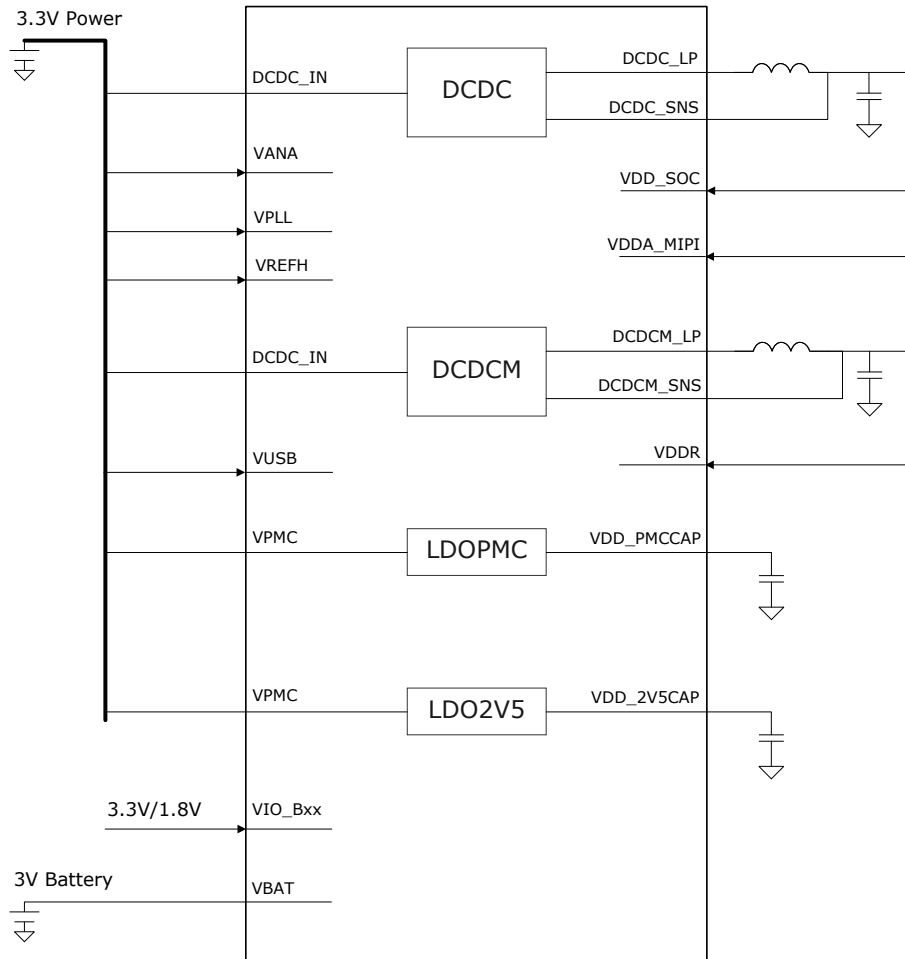 3.3V Power
DCDC_IN
DCDC
DCDC_LP
DCDC_SNS
VANA
VDD_SOC
VPLL
VDDA_MIPI
VREFH
DCDC_IN
DCDCM
DCDCM_LP
DCDCM_SNS
VUSB
VDDR
VPMC
LDOPMC
VDD_PMCCAP
VPMC
LDO2V5
VDD_2V5CAP
3.3V/1.8V
VIO_Bxx
3V Battery
VBAT